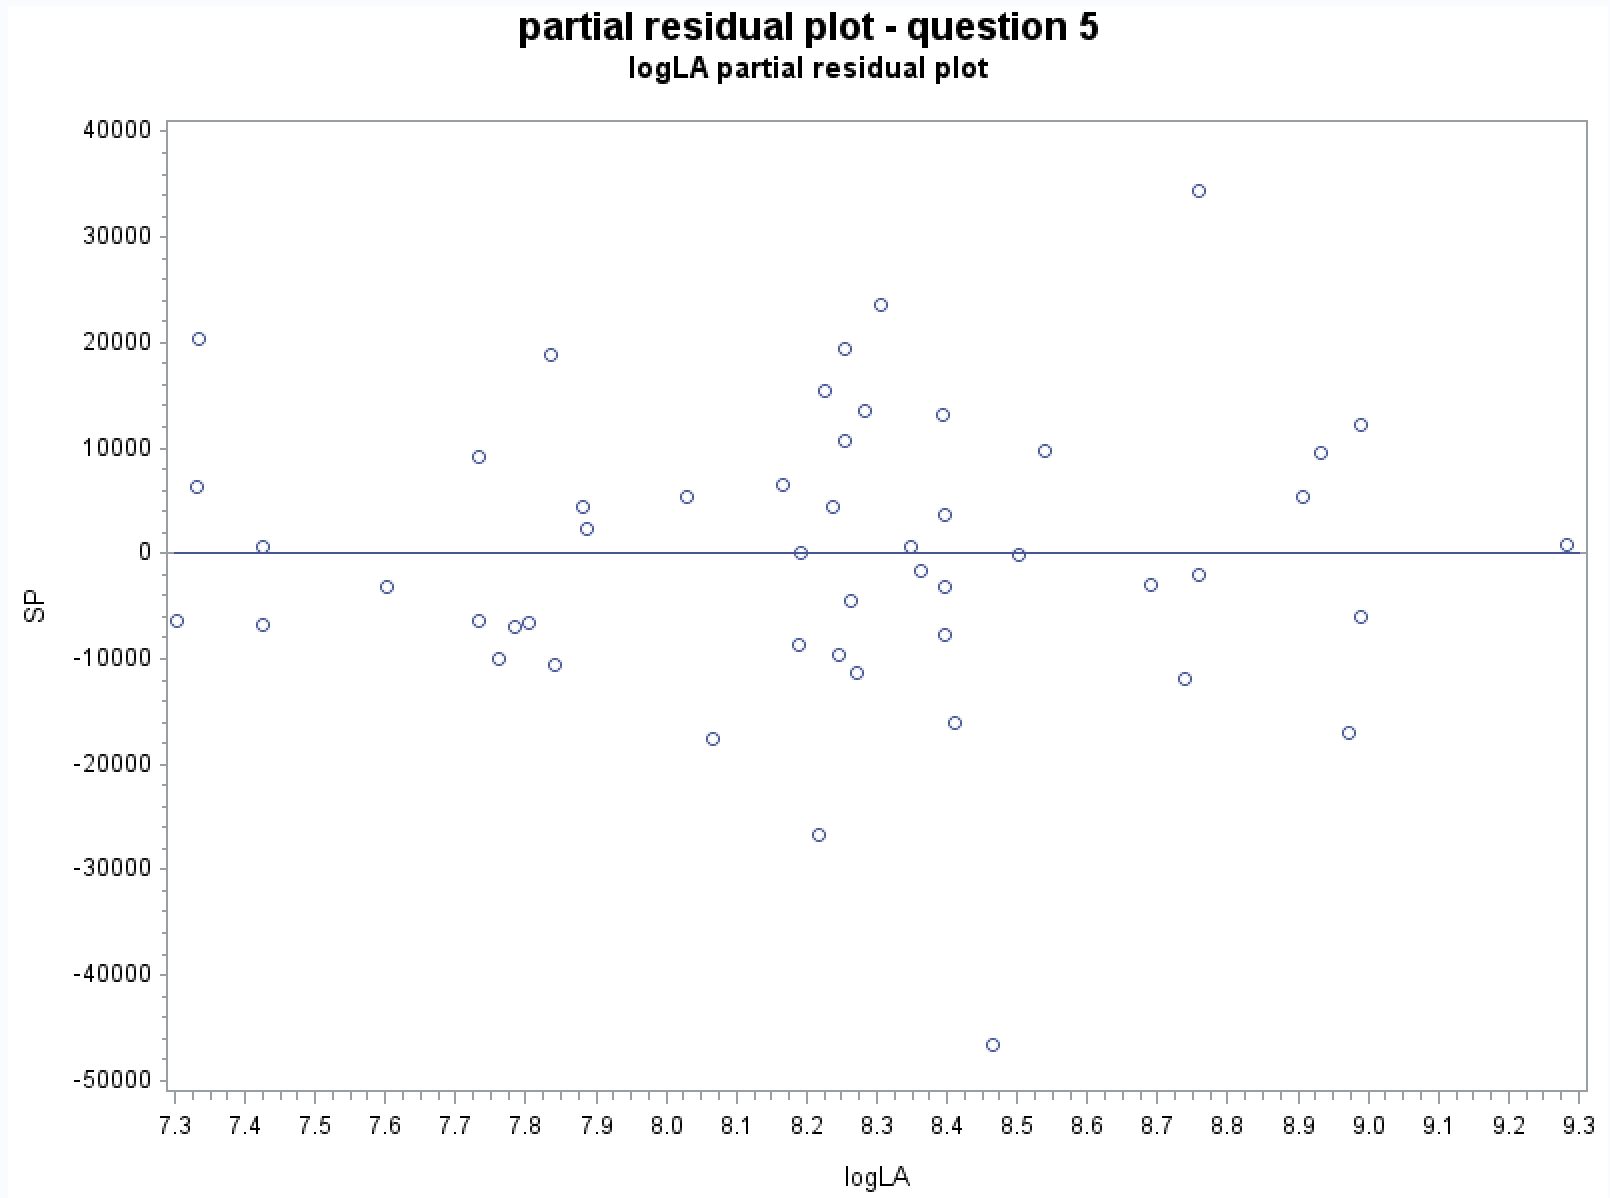 partial residual plot - question 5
logLA partial residual plot
40000
30000
20000
10000
0
-10000
-20000
-30000
-40000
-50000
SP
7.3 7.4 7.5 7.6 7.7 7.8 7.9 8.0 8.1 8.2 8.3 8.4 8.5 8.6 8.7 8.8 8.9 9.0 9.1 9.2 9.3
logLA